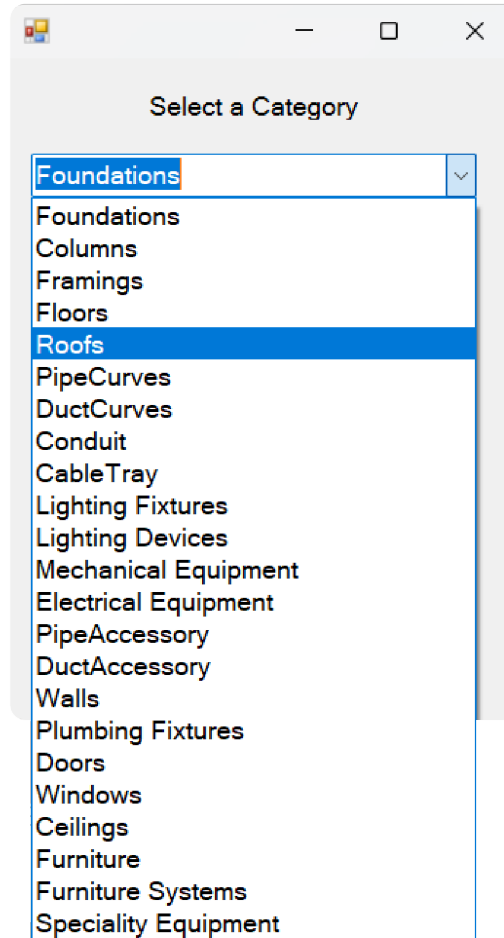 Select a Category
Foundations
Foundations
Columns
Framings
Floors
Roofs
PipeCurves
DuctCurves
Conduit
CableTray
Lighting Fixtures
Lighting Devices
Mechanical Equipment
Electrical Equipment
PipeAccessory
DuctAccessory
Walls
Plumbing Fixtures
Doors
Windows
Ceilings
Furniture
Furniture Systems
Speciality Equipment